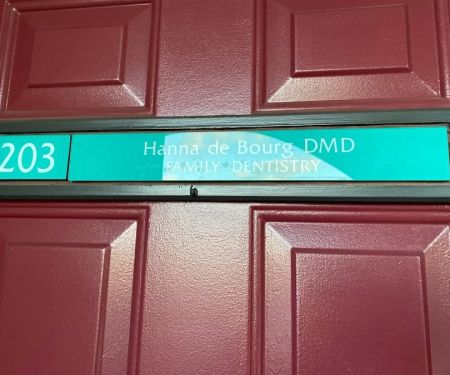 203
Hanna de Bourg DMD
FAMILY DENTISTRY